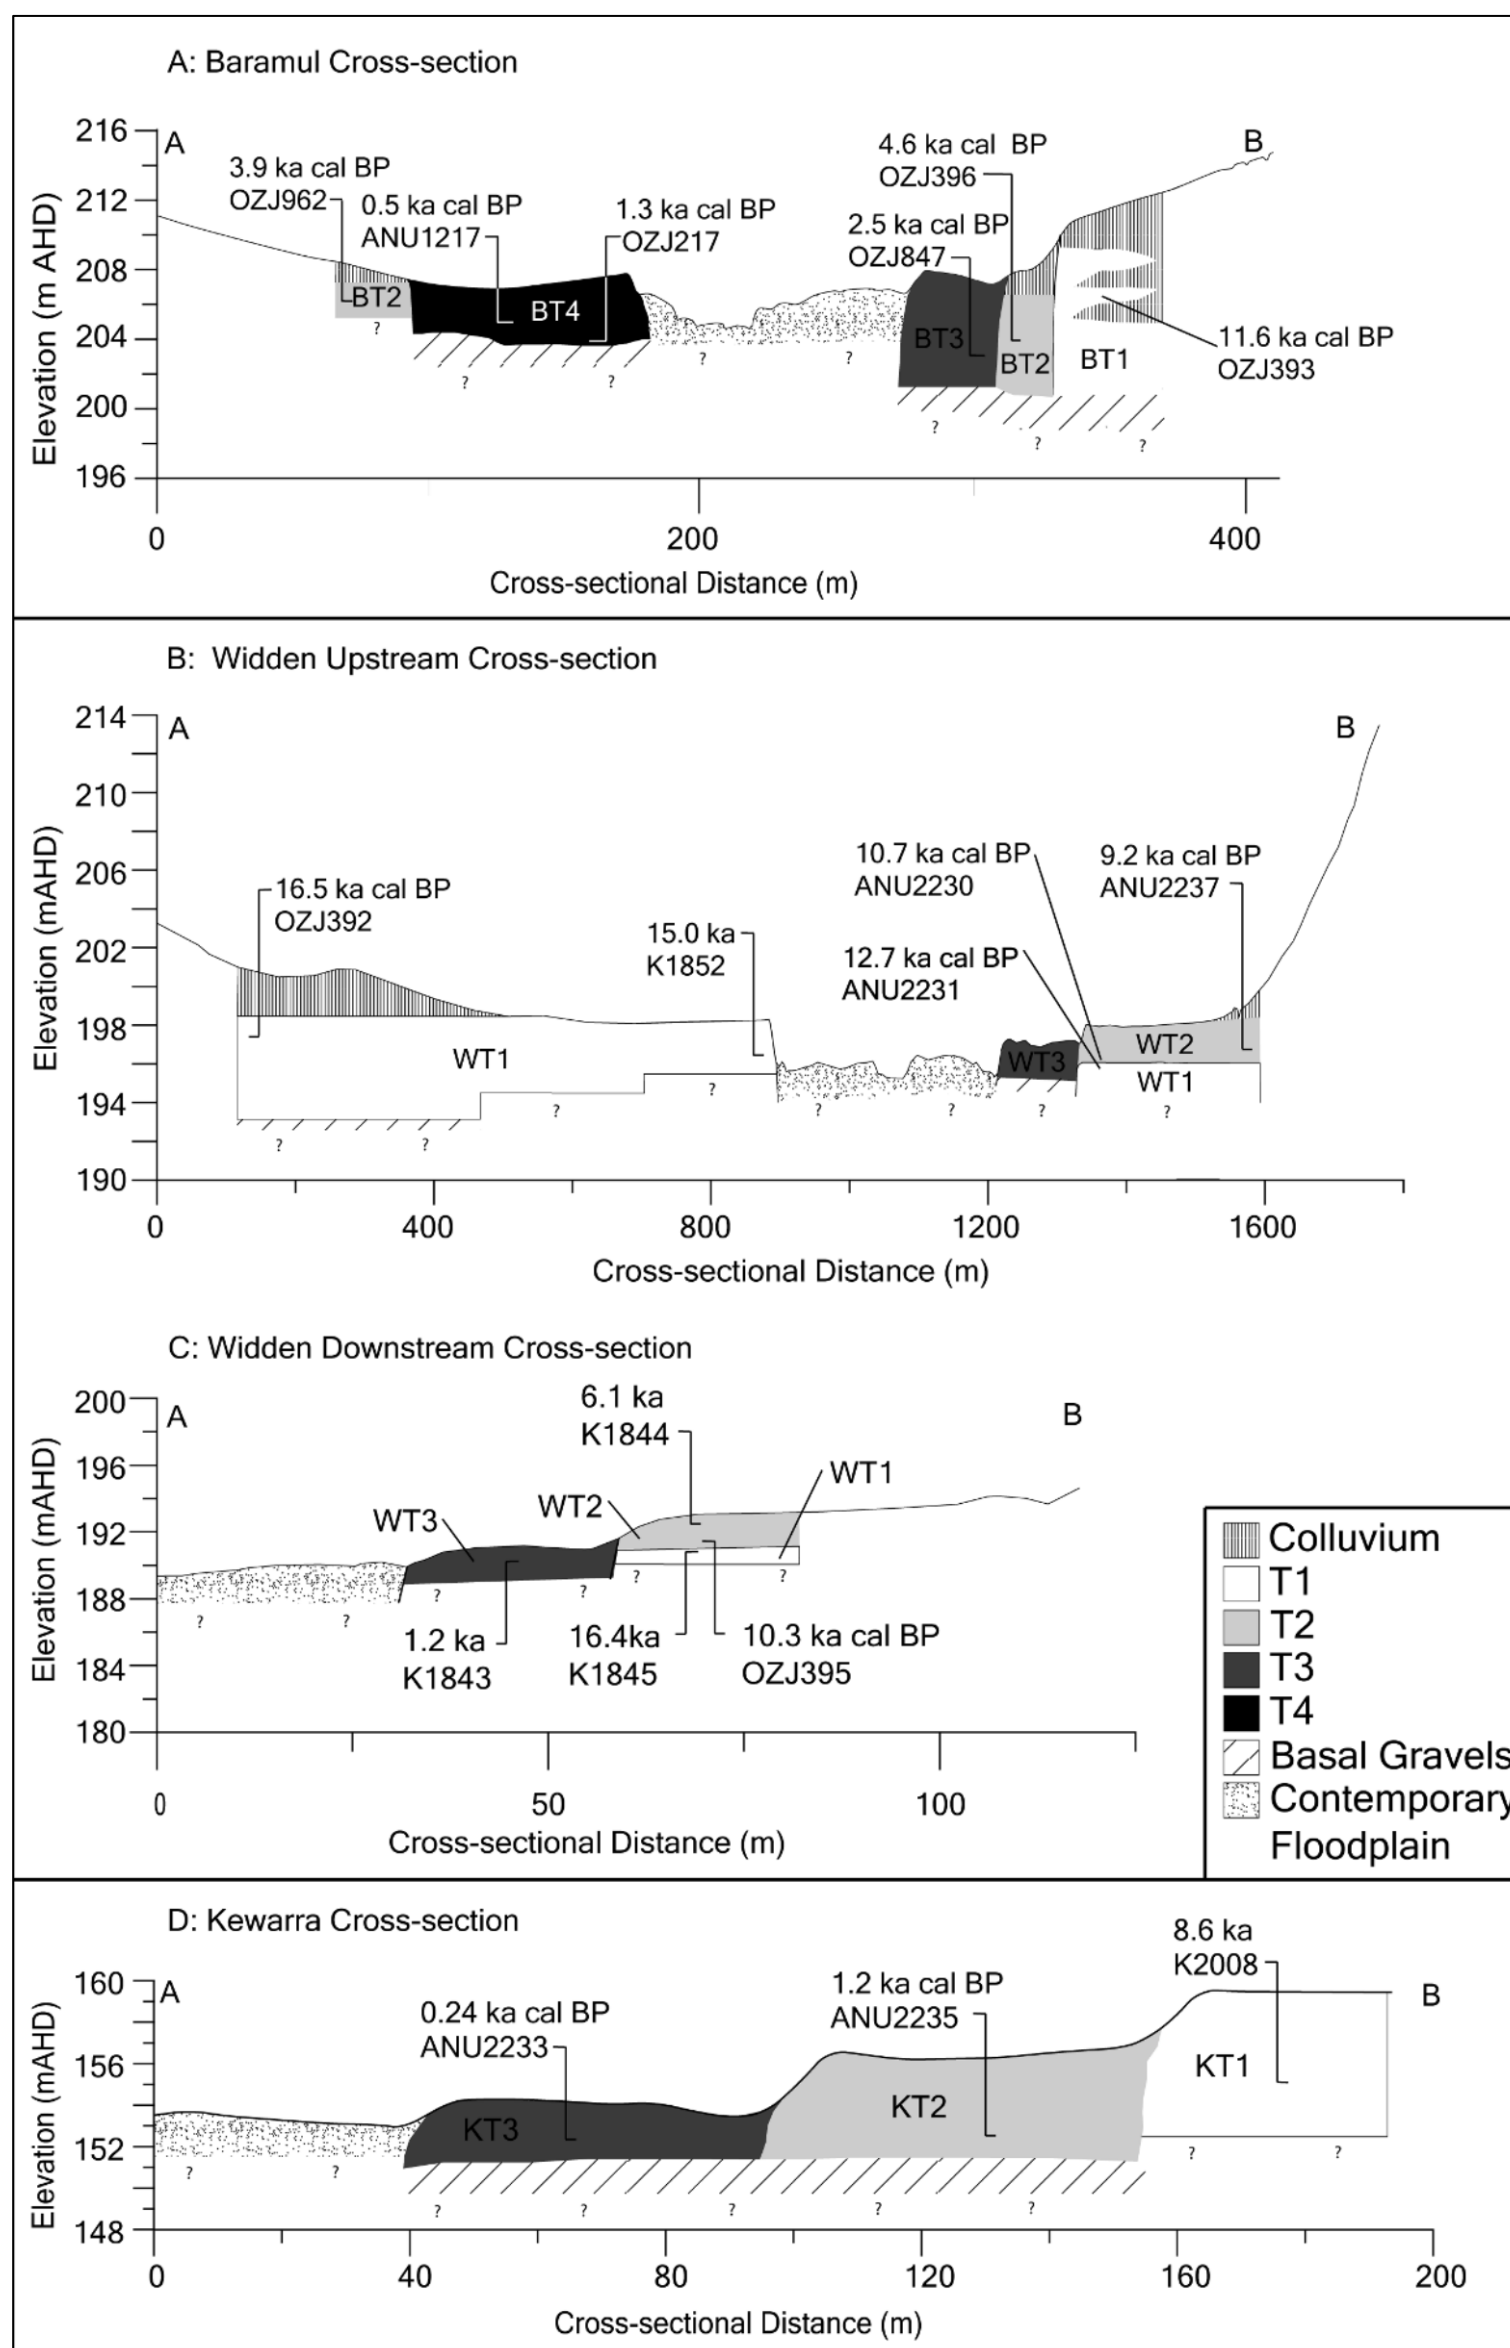 A: Baramul Cross-section
216
212
208
204
200
196
Elevation (m AHD)
A
B
3.9 ka cal BP
OZJ962
0.5 ka cal BP
ANU1217
1.3 ka cal BP
OZJ217
4.6 ka cal BP
OZJ396
2.5 ka cal BP
OZJ847
11.6 ka cal BP
OZJ393
BT2
BT4
BT3
BT2
BT1
? ? ? ? ? ? ? ?
0 200 400
Cross-sectional Distance (m)
B: Widden Upstream Cross-section
214
210
206
202
198
194
190
Elevation (mAHD)
A
B
16.5 ka cal BP
OZJ392
15.0 ka
K1852
10.7 ka cal BP
ANU2230
12.7 ka cal BP
ANU2231
9.2 ka cal BP
ANU2237
WT1
WT3
WT2
WT1
? ? ? ? ? ? ? ?
0 400 800 1200 1600
Cross-sectional Distance (m)
C: Widden Downstream Cross-section
200
196
192
188
184
180
Elevation (mAHD)
A
B
6.1 ka
K1844
WT1
WT2
WT3
1.2 ka
K1843
16.4ka
K1845
10.3 ka cal BP
OZJ395
? ? ? ? ? ?
0 50 100
Cross-sectional Distance (m)
Colluvium
T1
T2
T3
T4
Basal Gravels
Contemporary
Floodplain
D: Kewarra Cross-section
160
156
152
148
Elevation (mAHD)
A
B
0.24 ka cal BP
ANU2233
1.2 ka cal BP
ANU2235
8.6 ka
K2008
KT3
KT2
KT1
? ? ? ? ? ? ? ? ?
0 40 80 120 160 200
Cross-sectional Distance (m)